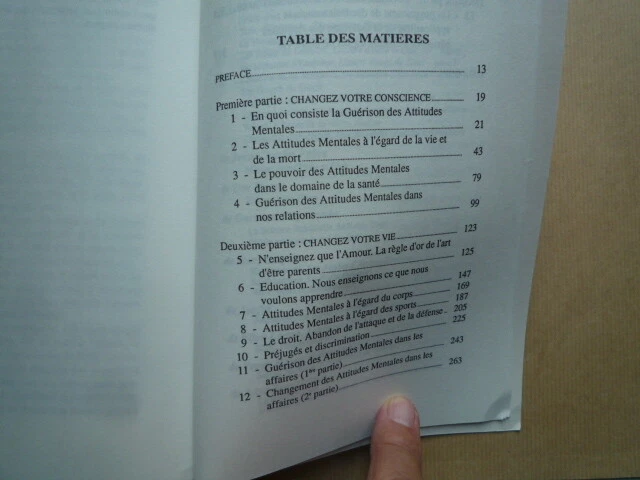 TABLE DES MATIERES
PREFACE 13
Première partie : CHANGEZ VOTRE CONSCIENCE 19
1 - En quoi consiste la Guérison des Attitudes
Mentales 21
2 - Les Attitudes Mentales à l'égard de la vie et
de la mort 43
3 - Le pouvoir des Attitudes Mentales
dans le domaine de la santé 79
4 - Guérison des Attitudes Mentales dans
nos relations 99
Deuxième partie : CHANGEZ VOTRE VIE 123
5 - N'enseignez que l'Amour. La règle d'or de l'art
d'être parents 125
6 - Education. Nous enseignons ce que nous
voulons apprendre 147
7 - Attitudes Mentales à l'égard du corps 169
8 - Attitudes Mentales à l'égard des sports 187
9 - Le droit. Abandon de l'attaque et de la défense 205
10 - Préjugés et discrimination 225
11 - Guérison des Attitudes Mentales dans les
affaires (1ère partie) 243
12 - Changement des Attitudes Mentales dans les
affaires (2e partie) 263